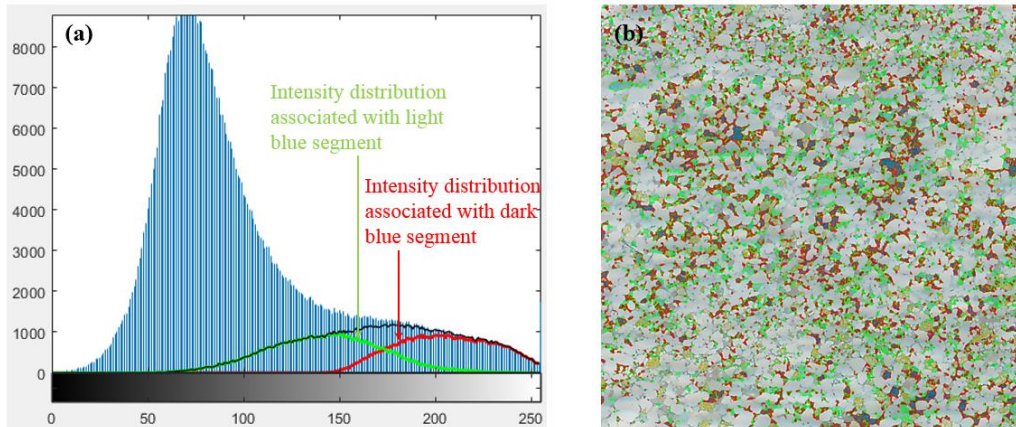 (a)
8000
7000
6000
5000
4000
3000
2000
1000
0
0 50 100 150 200 250
Intensity distribution
associated with light
blue segment
Intensity distribution
associated with dark
blue segment
(b)